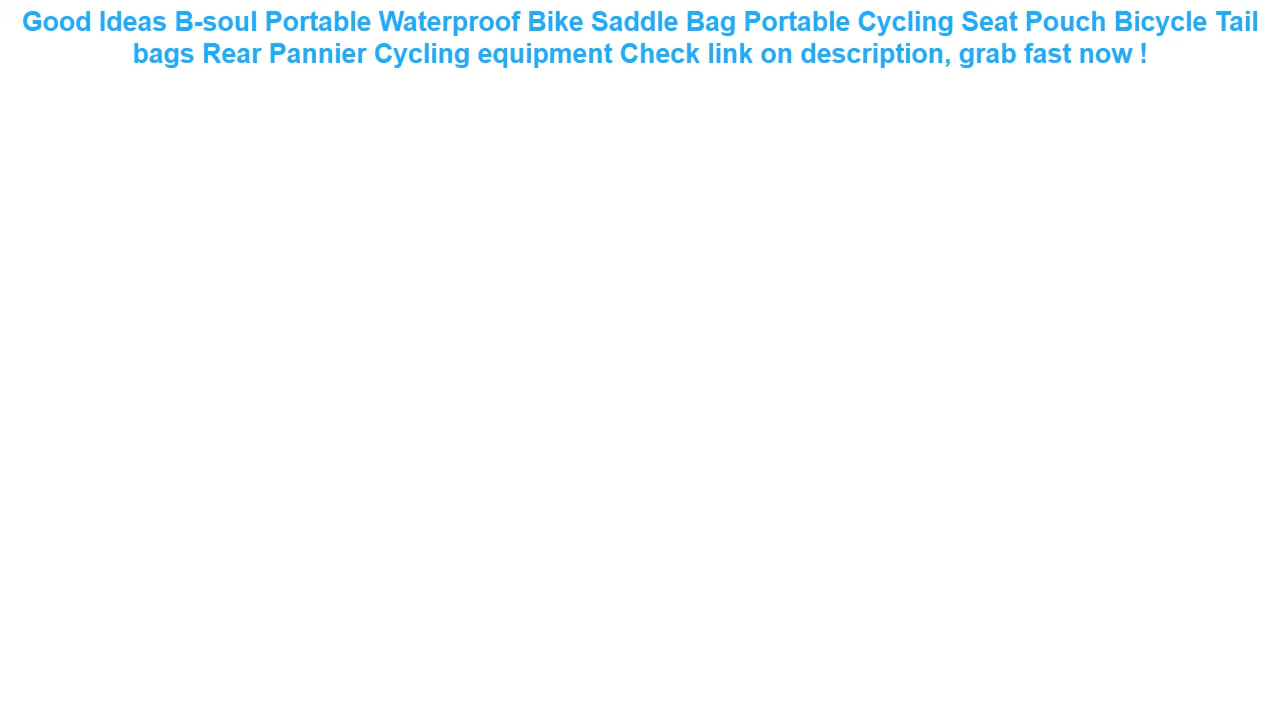 Good Ideas B-soul Portable Waterproof Bike Saddle Bag Portable Cycling Seat Pouch Bicycle Tail
bags Rear Pannier Cycling equipment Check link on description, grab fast now !